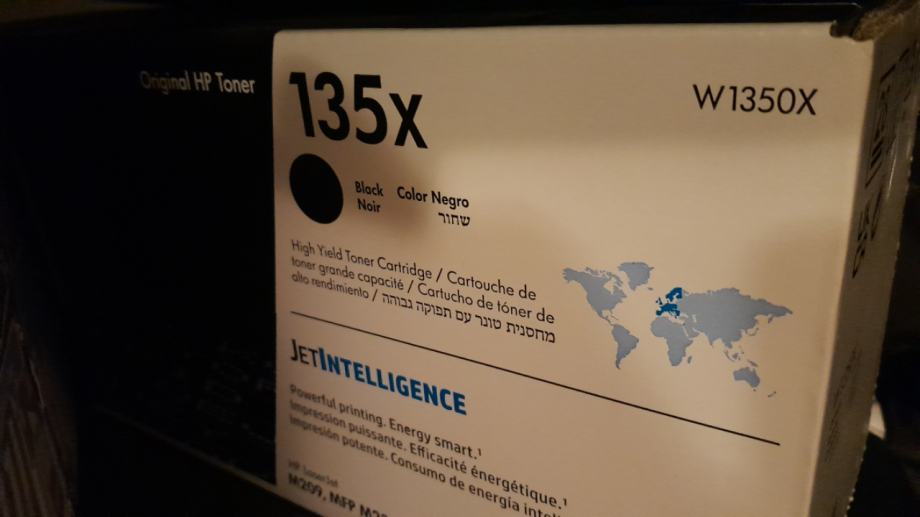 Original HP Toner
135x
W1350X
Black Color Negro
Noir שחור
High Yield Toner Cartridge / Cartouche de
toner grande capacité / Cartucho de tóner de
alto rendimiento / מחסנית טונר עם תפוקה גבוהה
JETINTELLIGENCE
Powerful printing. Energy smart.¹
Impression puissante. Efficacité énergétique.¹
Impresión potente. Consumo de energía
HP LaserJet
M209, MFP